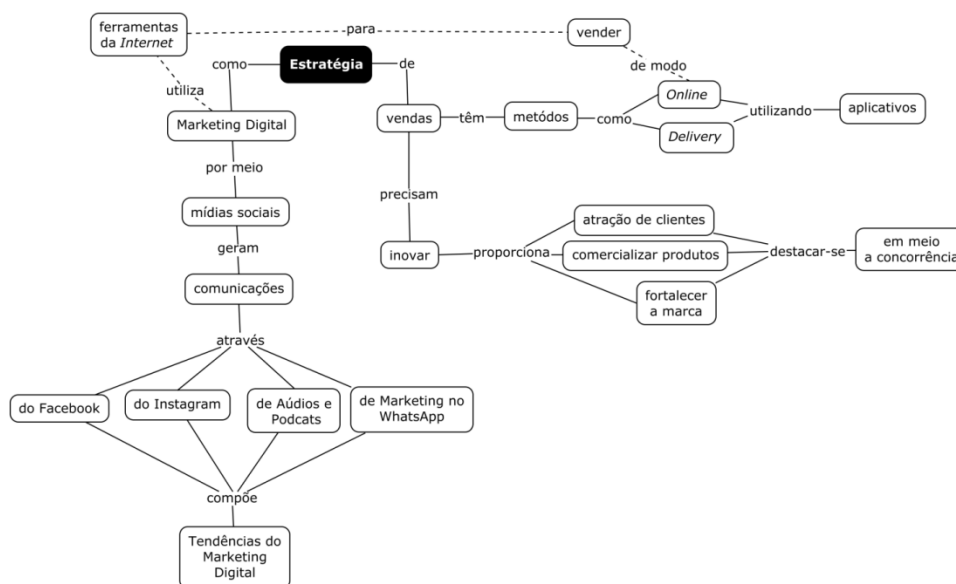 ferramentas
da Internet
para
vender
como
Estratégia
de
de modo
utiliza
Online
Marketing Digital
vendas
têm
metódos
como
utilizando
aplicativos
Delivery
por meio
precisam
mídias sociais
atração de clientes
geram
inovar
proporciona
comercializar produtos
destacar-se
em meio
a concorrência
comunicações
fortalecer
a marca
através
do Facebook
do Instagram
de Aúdios e
Podcats
de Marketing no
WhatsApp
compõe
Tendências do
Marketing
Digital